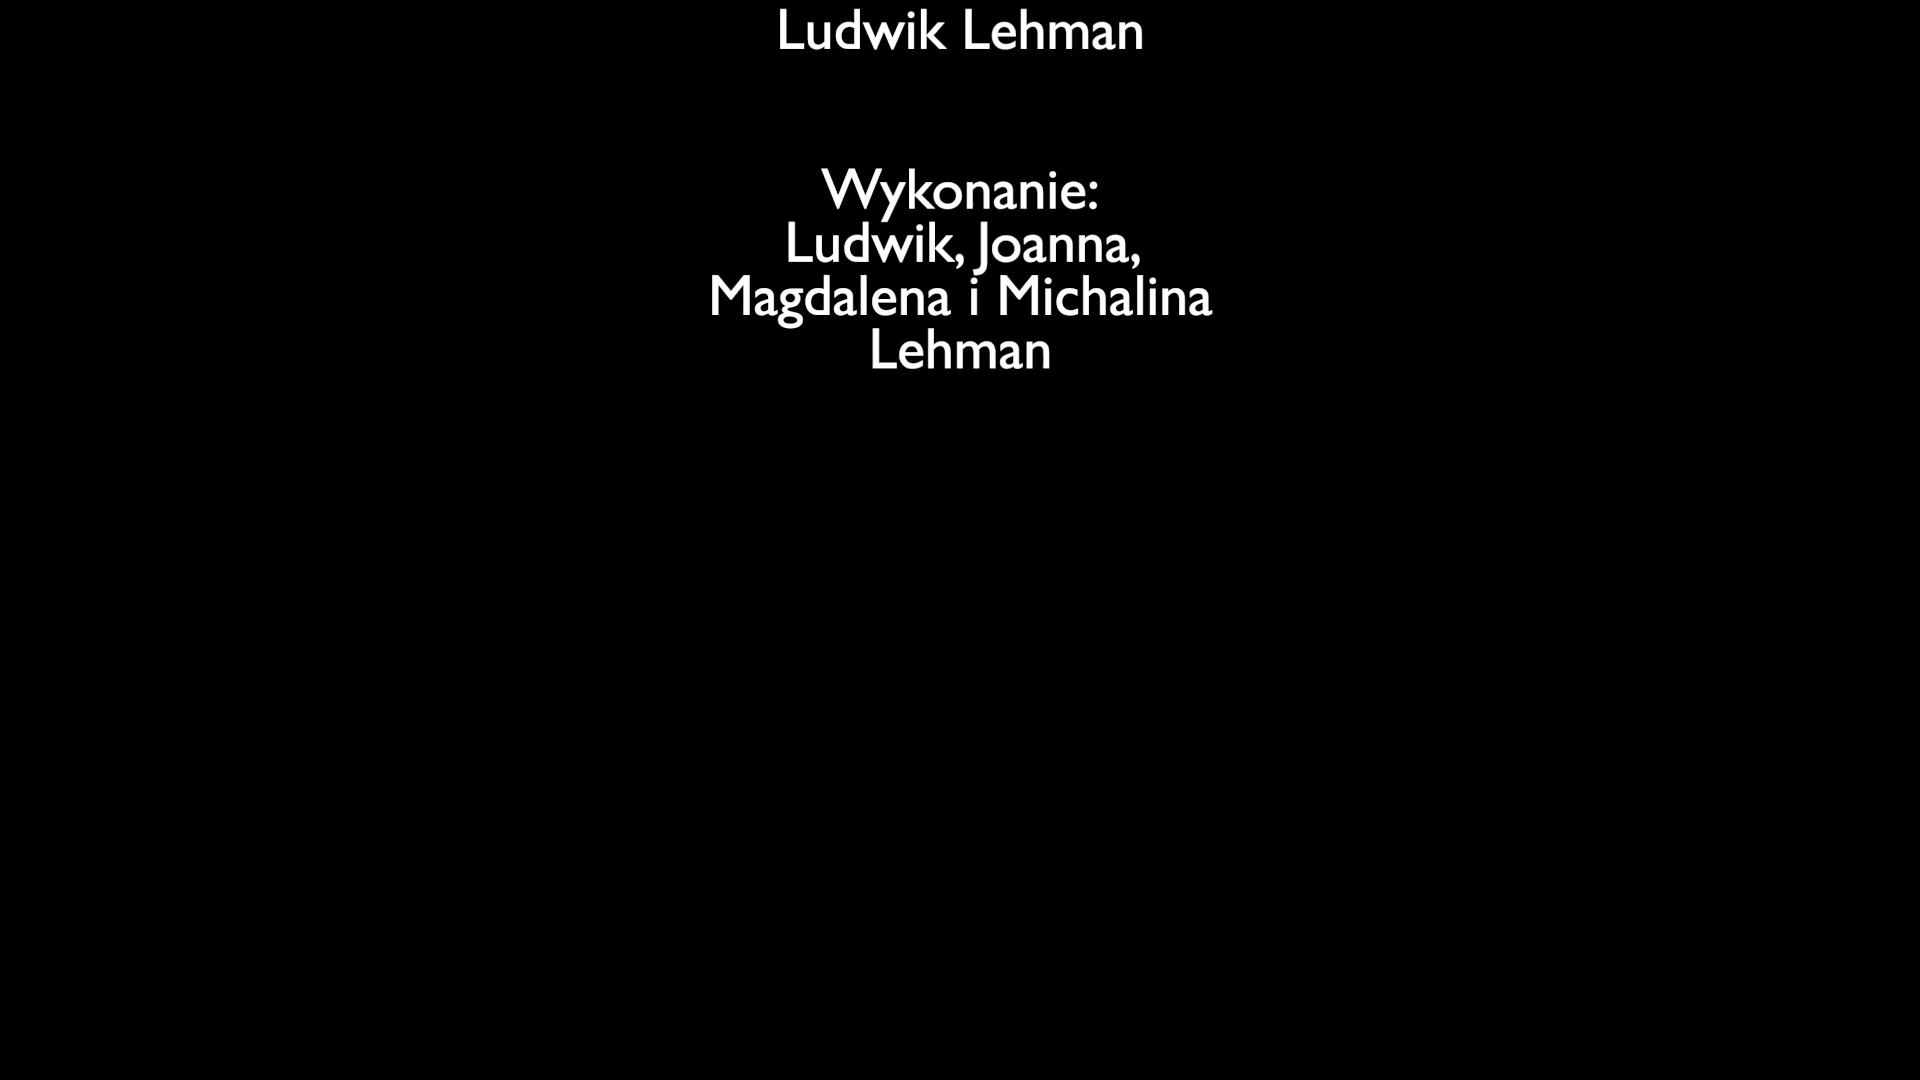 Ludwik Lehman
Wykonanie:
Ludwik, Joanna,
Magdalena i Michalina
Lehman